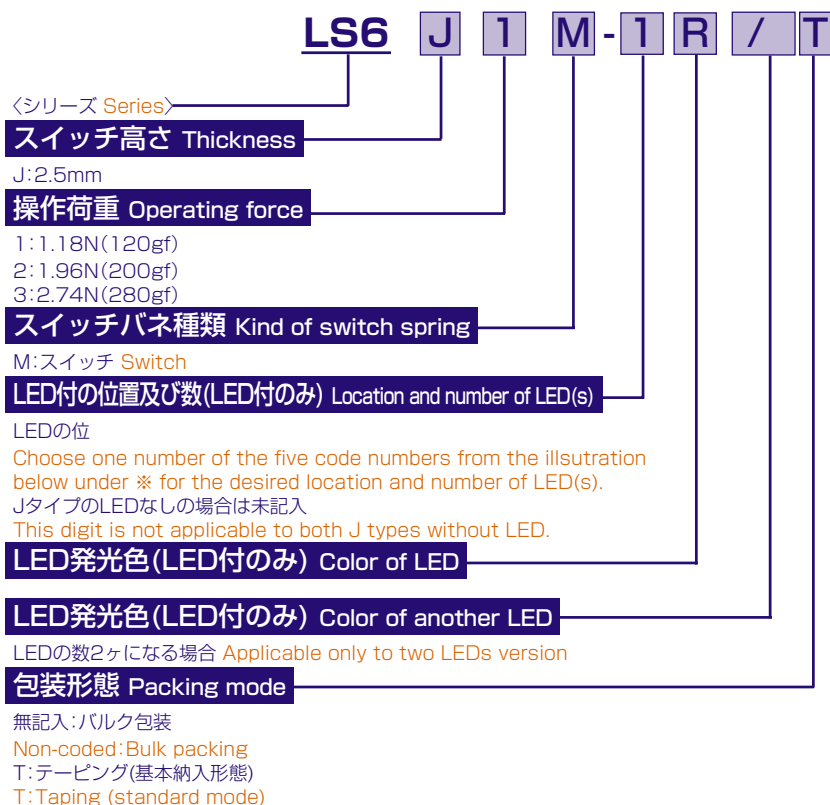 LS6 J 1 M - 1 R / T
〈シリーズ Series〉
スイッチ高さ Thickness
J:2.5mm
操作荷重 Operating force
1:1.18N(120gf)
2:1.96N(200gf)
3:2.74N(280gf)
スイッチバネ種類 Kind of switch spring
M:スイッチ Switch
LED付の位置及び数(LED付のみ) Location and number of LED(s)
LEDの位
Choose one number of the five code numbers from the illsutration
below under ※ for the desired location and number of LED(s).
JタイプのLEDなしの場合は未記入
This digit is not applicable to both J types without LED.
LED発光色(LED付のみ) Color of LED
LED発光色(LED付のみ) Color of another LED
LEDの数2ヶになる場合 Applicable only to two LEDs version
包装形態 Packing mode
無記入:バルク包装
Non-coded:Bulk packing
T:テーピング(基本納入形態)
T:Taping (standard mode)